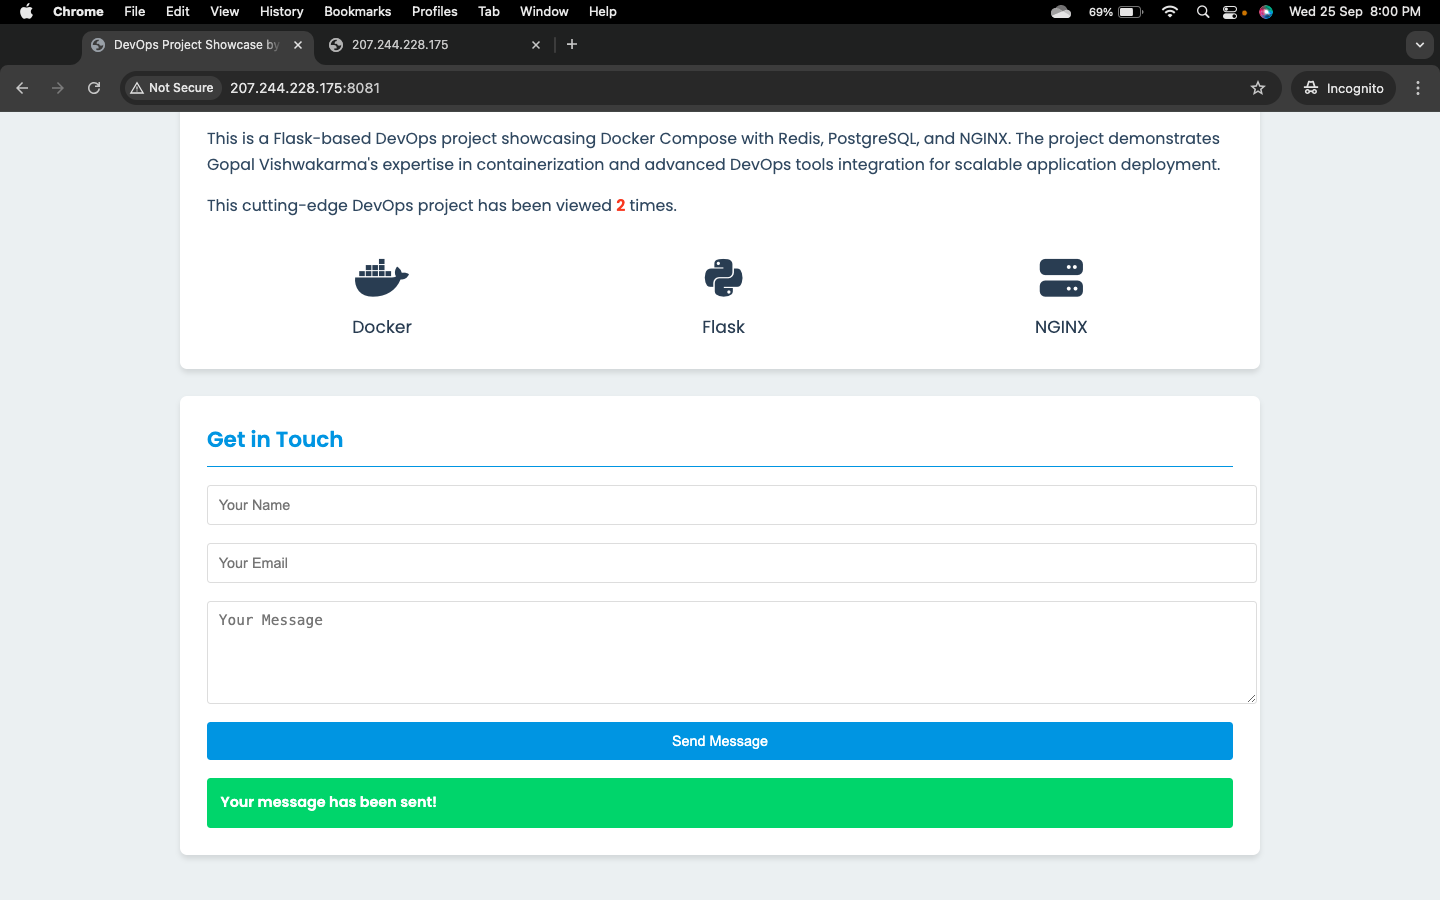 Chrome File Edit View History Bookmarks Profiles Tab Window Help 69% Wed 25 Sep 8:00 PM
DevOps Project Showcase by 207.244.228.175
Not Secure 207.244.228.175:8081 Incognito
This is a Flask-based DevOps project showcasing Docker Compose with Redis, PostgreSQL, and NGINX. The project demonstrates
Gopal Vishwakarma's expertise in containerization and advanced DevOps tools integration for scalable application deployment.
This cutting-edge DevOps project has been viewed 2 times.
Docker Flask NGINX
Get in Touch
Your Name
Your Email
Your Message
Send Message
Your message has been sent!